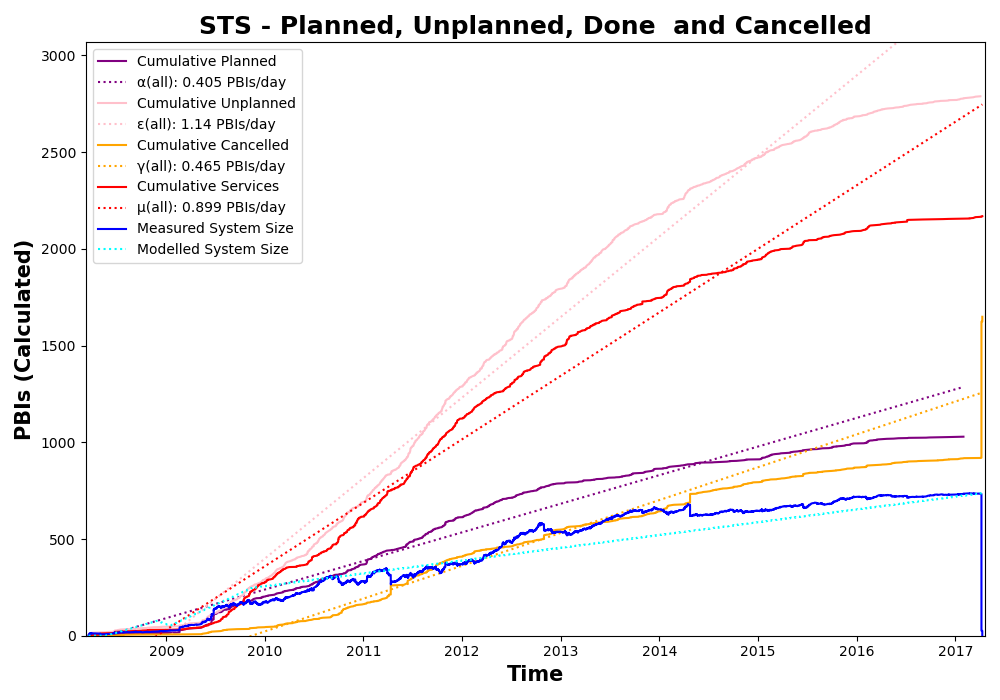 STS - Planned, Unplanned, Done  and Cancelled
PBIs (Calculated)
3000
2500
2000
1500
1000
500
0
Cumulative Planned
α(all): 0.405 PBIs/day
Cumulative Unplanned
ε(all): 1.14 PBIs/day
Cumulative Cancelled
γ(all): 0.465 PBIs/day
Cumulative Services
μ(all): 0.899 PBIs/day
Measured System Size
Modelled System Size
2009 2010 2011 2012 2013 2014 2015 2016 2017
Time